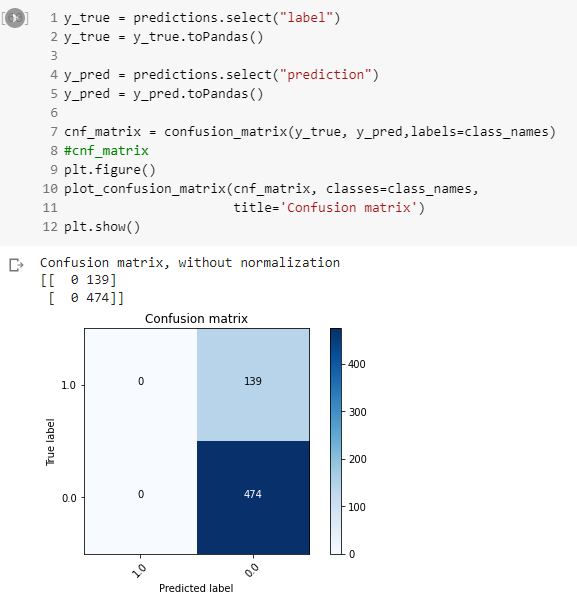 1 y_true = predictions.select("label")
2 y_true = y_true.toPandas()
3
4 y_pred = predictions.select("prediction")
5 y_pred = y_pred.toPandas()
6
7 cnf_matrix = confusion_matrix(y_true, y_pred,labels=class_names)
8 #cnf_matrix
9 plt.figure()
10 plot_confusion_matrix(cnf_matrix, classes=class_names,
11                       title='Confusion matrix')
12 plt.show()
Confusion matrix, without normalization
[[  0 139]
 [  0 474]]
Confusion matrix
1.0
0
139
0.0
0
474
True label
1.0
0.0
Predicted label
400
300
200
100
0